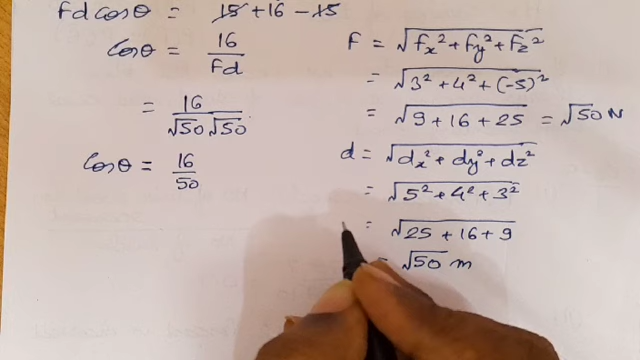 Fd cosθ = 15 + 16 - 15
cosθ = 16/Fd
= 16/√50 √50
cosθ = 16/50
F = √Fx² + Fy² + Fz²
= √3² + 4² + (-5)²
= √9 + 16 + 25 = √50 N
d = √dx² + dy² + dz²
= √5² + 4² + 3²
= √25 + 16 + 9
= √50 m